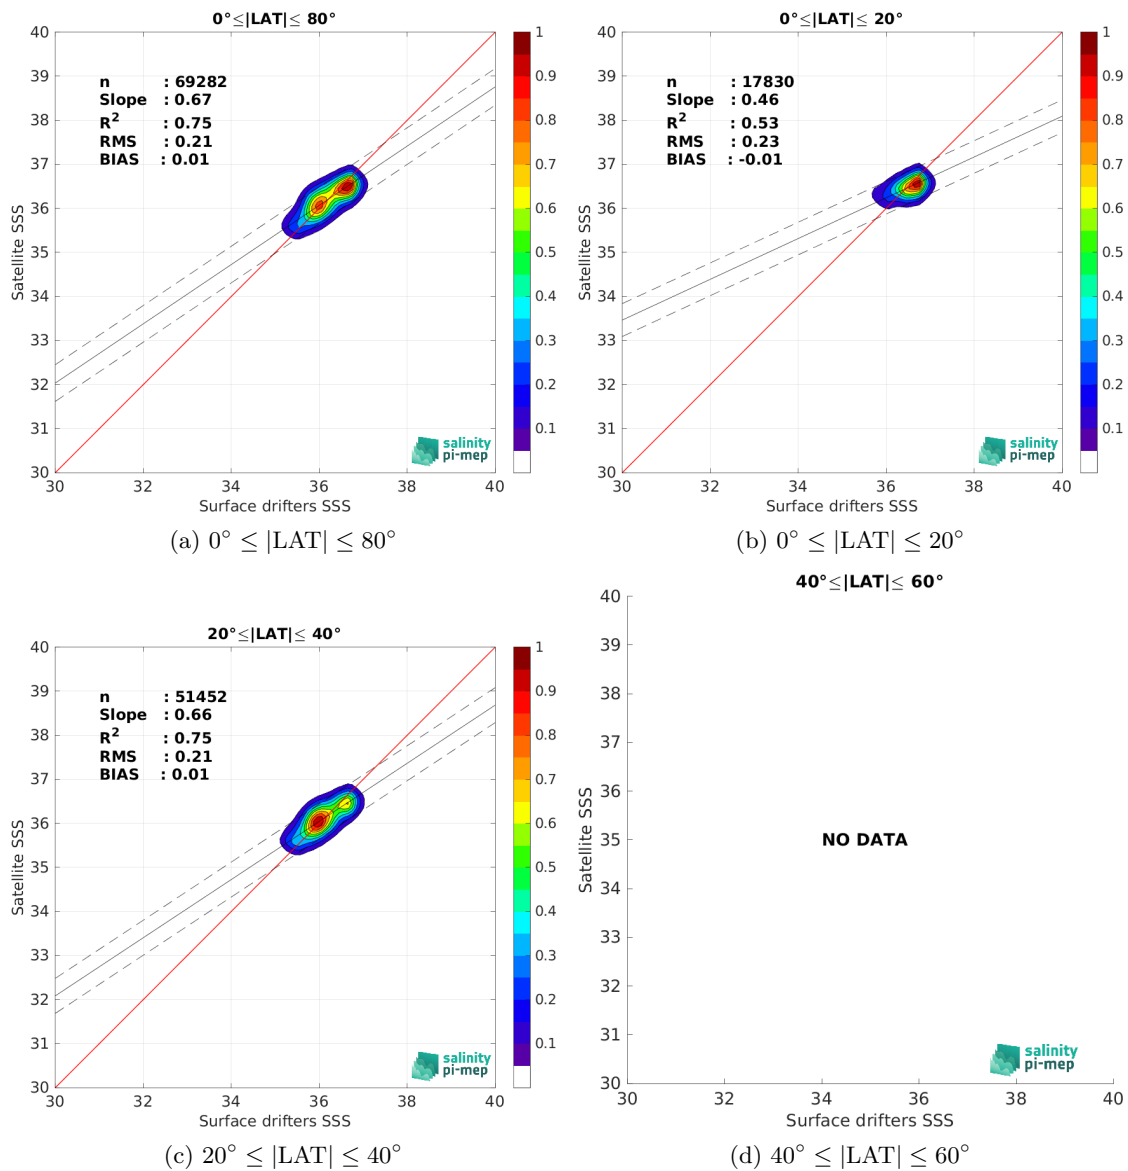 0°≤|LAT|≤ 80°
40
39
38
37
36
35
34
33
32
31
30
n : 69282
Slope : 0.67
R2 : 0.75
RMS : 0.21
BIAS : 0.01
1
0.9
0.8
0.7
0.6
0.5
0.4
0.3
0.2
0.1
Satellite SSS
salinity
pi-mep
30 32 34 36 38 40
Surface drifters SSS
(a) 0° ≤ |LAT| ≤ 80°
0°≤|LAT|≤ 20°
40
39
38
37
36
35
34
33
32
31
30
n : 17830
Slope : 0.46
R2 : 0.53
RMS : 0.23
BIAS : -0.01
1
0.9
0.8
0.7
0.6
0.5
0.4
0.3
0.2
0.1
Satellite SSS
salinity
pi-mep
30 32 34 36 38 40
Surface drifters SSS
(b) 0° ≤ |LAT| ≤ 20°
20°≤|LAT|≤ 40°
40
39
38
37
36
35
34
33
32
31
30
n : 51452
Slope : 0.66
R2 : 0.75
RMS : 0.21
BIAS : 0.01
1
0.9
0.8
0.7
0.6
0.5
0.4
0.3
0.2
0.1
Satellite SSS
salinity
pi-mep
30 32 34 36 38 40
Surface drifters SSS
(c) 20° ≤ |LAT| ≤ 40°
40°≤|LAT|≤ 60°
40
39
38
37
36
35
34
33
32
31
30
NO DATA
Satellite SSS
salinity
pi-mep
30 32 34 36 38 40
Surface drifters SSS
(d) 40° ≤ |LAT| ≤ 60°